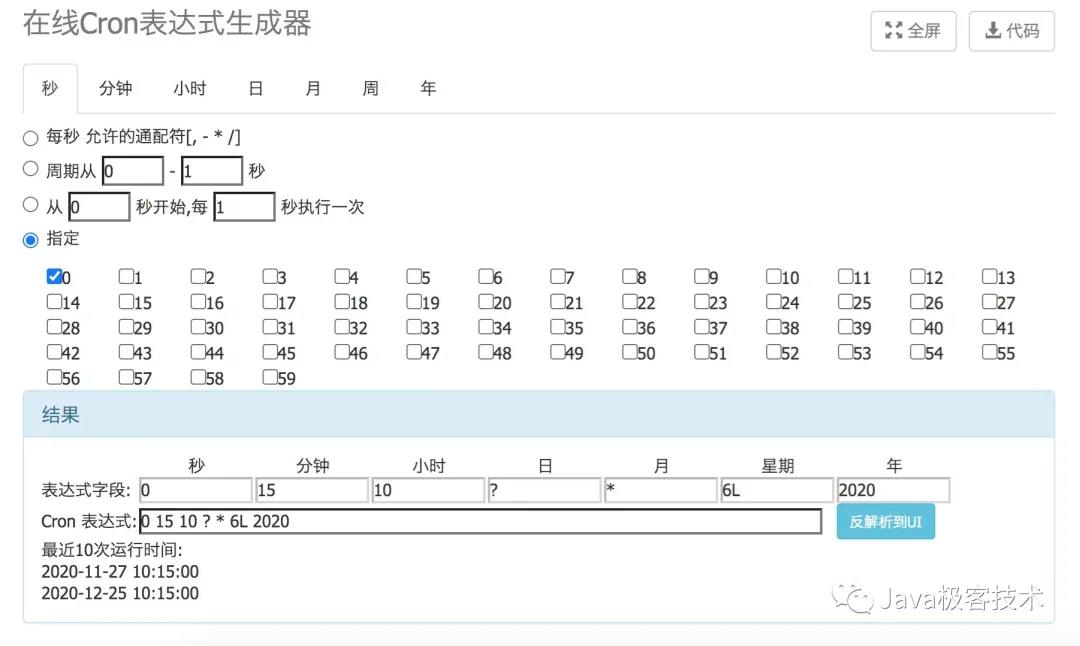 在线Cron表达式生成器
全屏 代码
秒 分钟 小时 日 月 周 年
每秒 允许的通配符[, - * /]
周期从 0 - 1 秒
从 0 秒开始,每 1 秒执行一次
指定
0 1 2 3 4 5 6 7 8 9 10 11 12 13
14 15 16 17 18 19 20 21 22 23 24 25 26 27
28 29 30 31 32 33 34 35 36 37 38 39 40 41
42 43 44 45 46 47 48 49 50 51 52 53 54 55
56 57 58 59
结果
秒 分钟 小时 日 月 星期 年
表达式字段: 0 15 10 ? * 6L 2020
Cron 表达式: 0 15 10 ? * 6L 2020 反解析到UI
最近10次运行时间:
2020-11-27 10:15:00
2020-12-25 10:15:00
Java极客技术